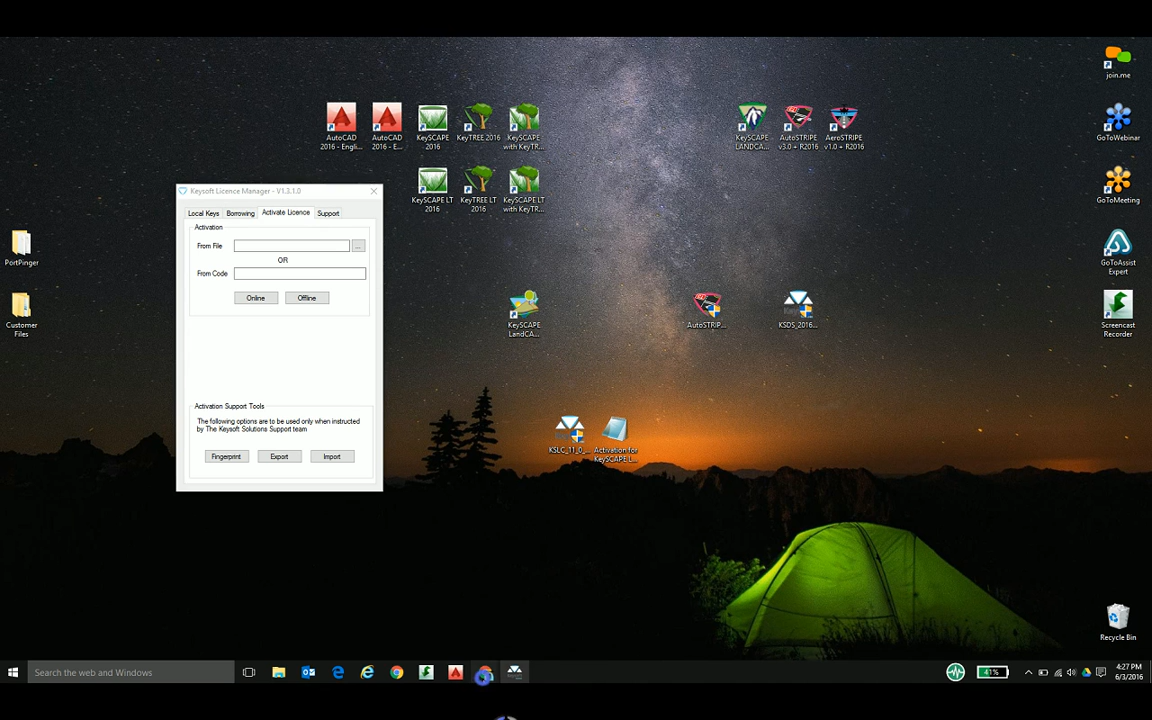 join.me
AutoCAD 2016 - Engli...
AutoCAD 2016 - E...
KeySCAPE 2016
KeyTREE 2016
KeySCAPE with KeyTR...
KeySCAPE LANDCA...
AutoSTRIPE v3.0 + R2016
AeroSTRIPE v1.0 + R2016
GoToWebinar
KeySCAPE LT 2016
KeyTREE LT 2016
KeySCAPE LT with KeyTR...
GoToMeeting
Keysoft Licence Manager - V1.3.1.0
Local Keys
Borrowing
Activate Licence
Support
Activation
From File
...
OR
From Code
Online
Offline
PortPinger
GoToAssist Expert
Customer Files
KeySCAPE LandCA...
AutoSTRIP...
KSDS_2016...
Screencast Recorder
Activation Support Tools
The following options are to be used only when instructed
by The Keysoft Solutions Support team
Fingerprint
Export
Import
KSLC_11_0_...
Activation for KeySCAPE L...
Recycle Bin
Search the web and Windows
41%
4:27 PM
6/3/2016